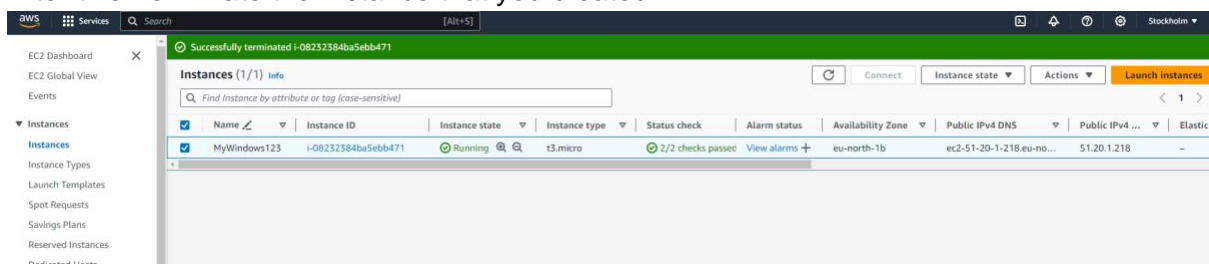 aws Services Search [Alt+S] Stockholm
EC2 Dashboard
EC2 Global View
Events
Instances
Instances
Instance Types
Launch Templates
Spot Requests
Savings Plans
Reserved Instances
Successfully terminated i-08232384ba5ebb471
Instances (1/1) Info Connect Instance state Actions Launch instances
Find Instance by attribute or tag (case-sensitive) 1
Name Instance ID Instance state Instance type Status check Alarm status Availability Zone Public IPv4 DNS Public IPv4 ... Elastic
MyWindows123 i-08232384ba5ebb471 Running t3.micro 2/2 checks passed View alarms + eu-north-1b ec2-51-20-1-218.eu-no... 51.20.1.218 –